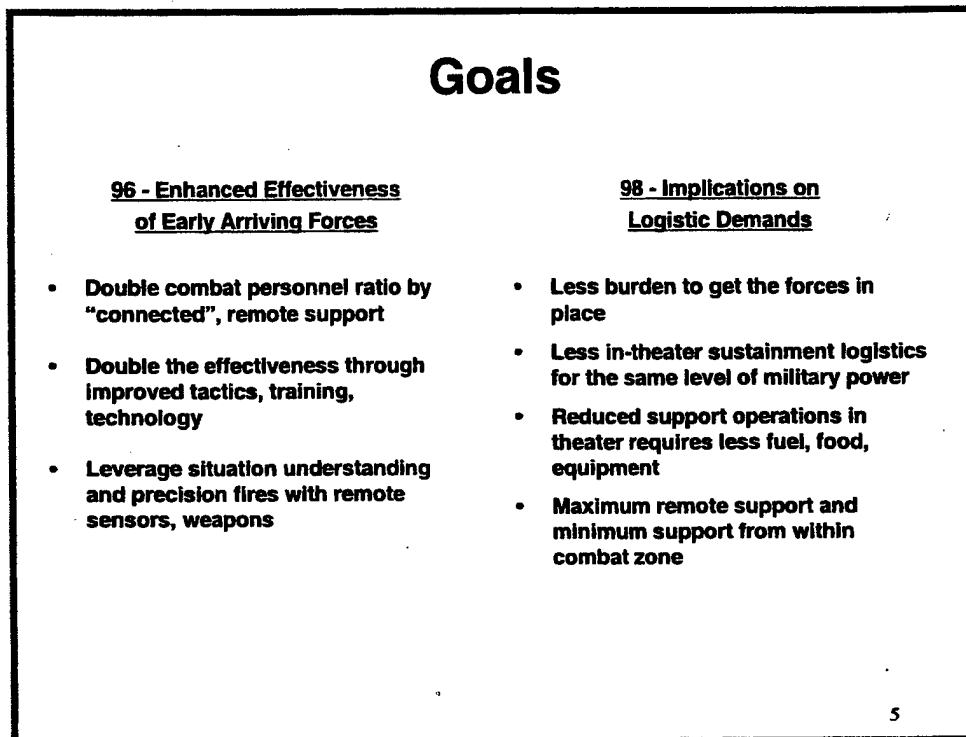 Goals
96 - Enhanced Effectiveness
of Early Arriving Forces
• Double combat personnel ratio by
"connected", remote support
• Double the effectiveness through
improved tactics, training,
technology
• Leverage situation understanding
and precision fires with remote
sensors, weapons
98 - Implications on
Logistic Demands
• Less burden to get the forces in
place
• Less in-theater sustainment logistics
for the same level of military power
• Reduced support operations in
theater requires less fuel, food,
equipment
• Maximum remote support and
minimum support from within
combat zone
5